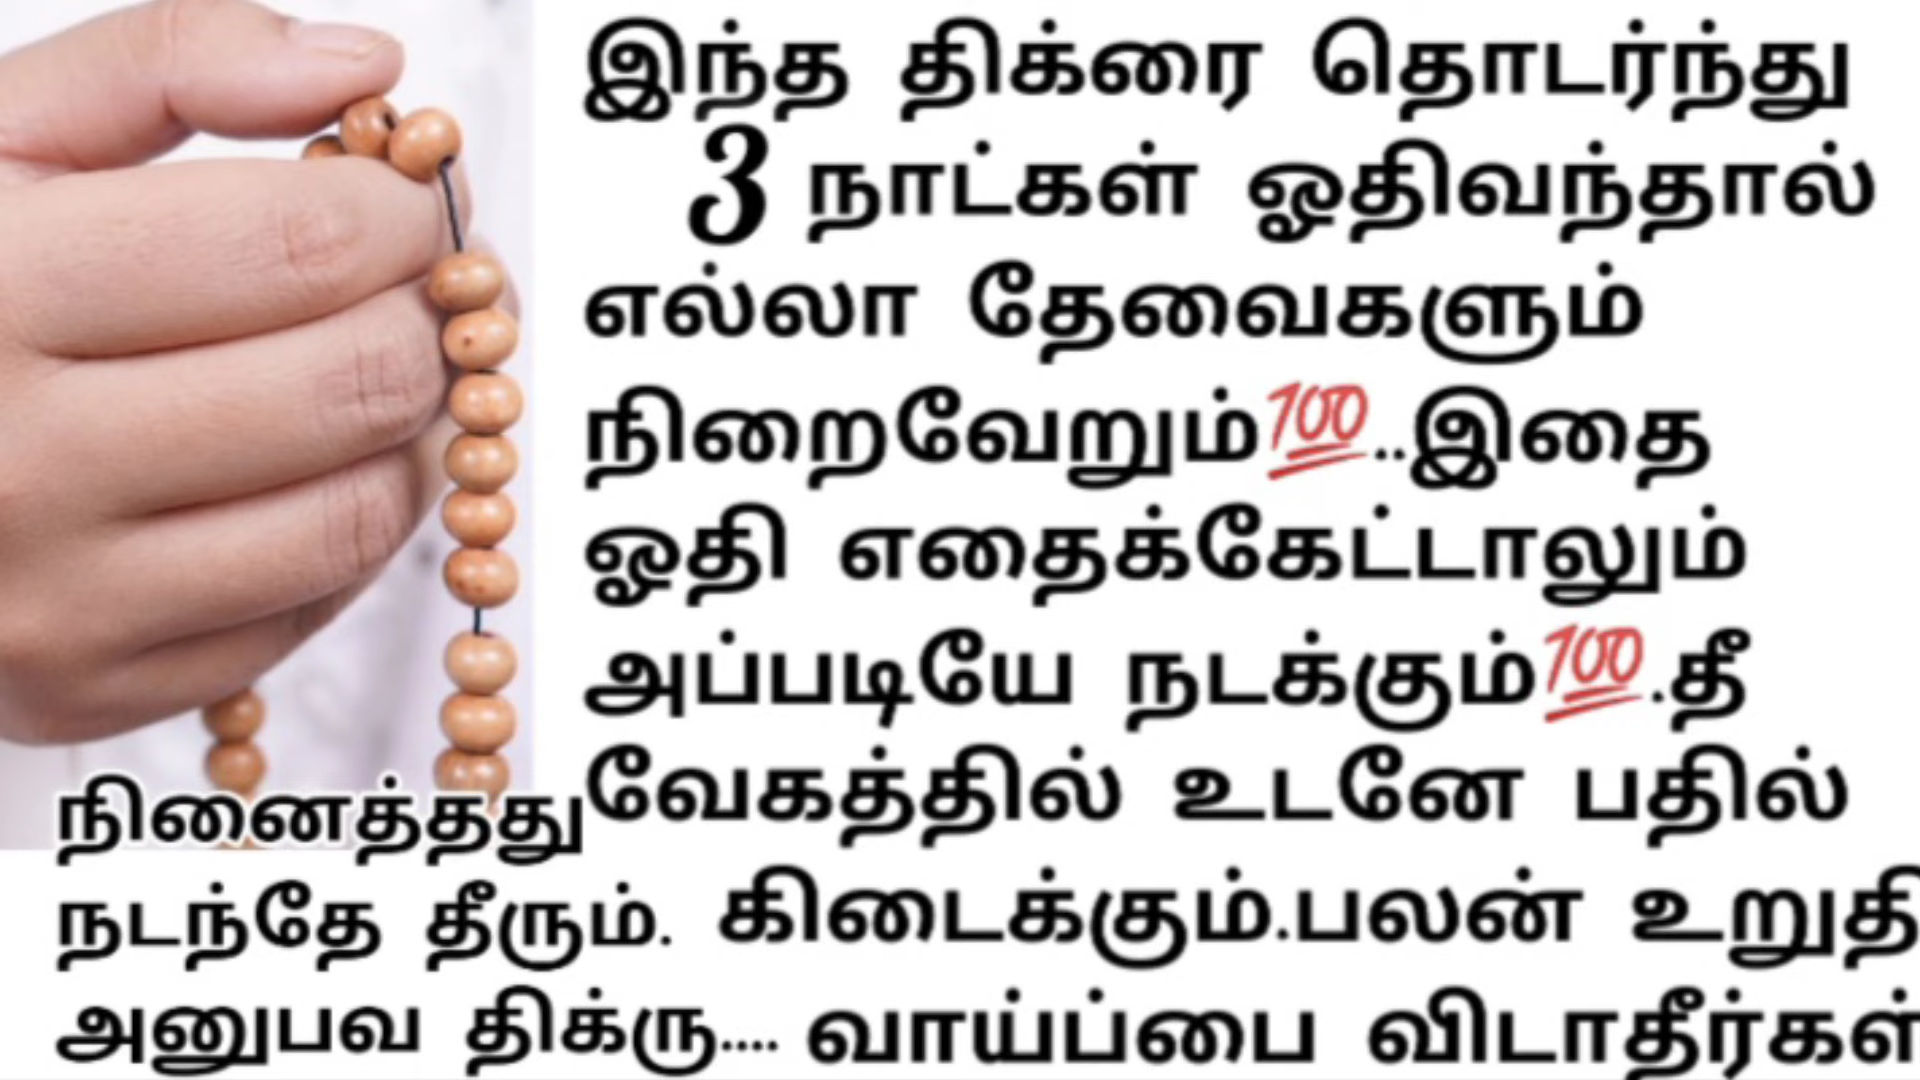 இந்த திக்ரை தொடர்ந்து
3 நாட்கள் ஓதிவந்தால்
எல்லா தேவைகளும்
நிறைவேறும்💯..இதை
ஓதி எதைக்கேட்டாலும்
அப்படியே நடக்கும்💯.தீ
வேகத்தில் உடனே பதில்
கிடைக்கும்.பலன் உறுதி
வாய்ப்பை விடாதீர்கள்
நினைத்தது
நடந்தே தீரும்.
அனுபவ திக்ரு....